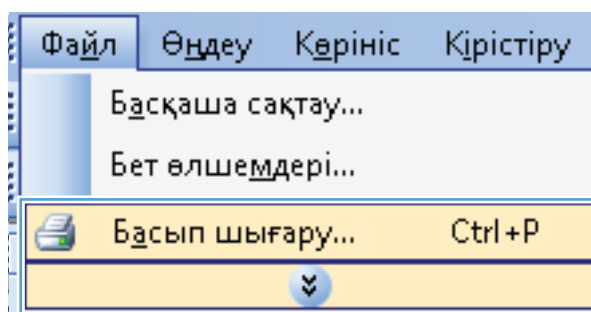 Файл Өңдеу Көрініс Кірістіру
Басқаша сақтау...
Бет өлшемдері...
Басып шығару... Ctrl+P